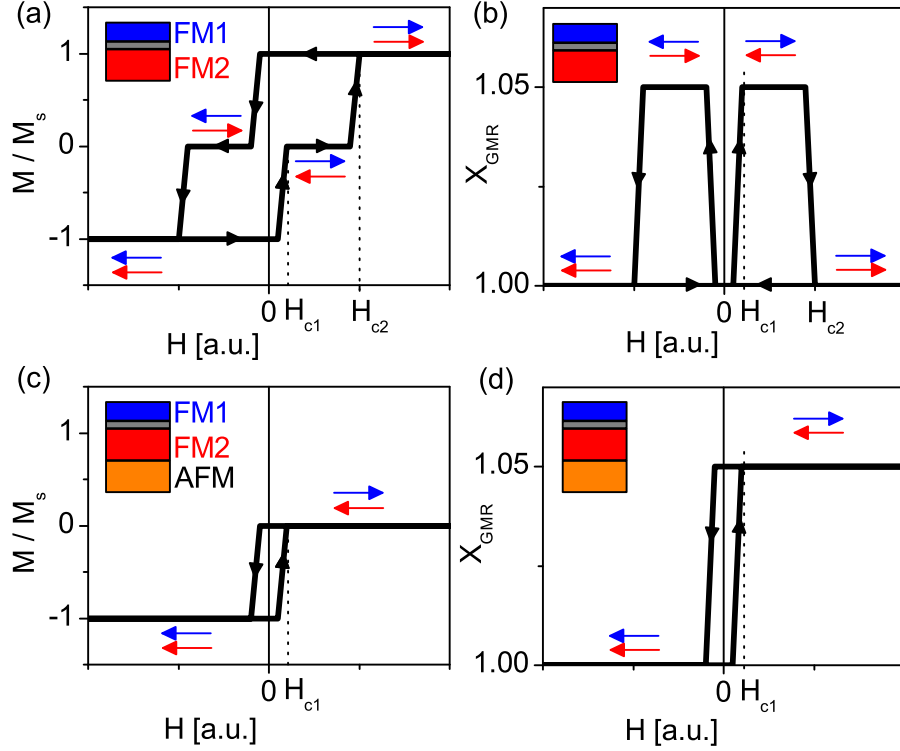 (a)
FM1
FM2
1
0
-1
M / Ms
0 Hc1 Hc2
H [a.u.]
(b)
1.05
1.00
XGMR
0 Hc1 Hc2
H [a.u.]
(c)
FM1
FM2
AFM
1
0
-1
M / Ms
0 Hc1
H [a.u.]
(d)
1.05
1.00
XGMR
0 Hc1
H [a.u.]